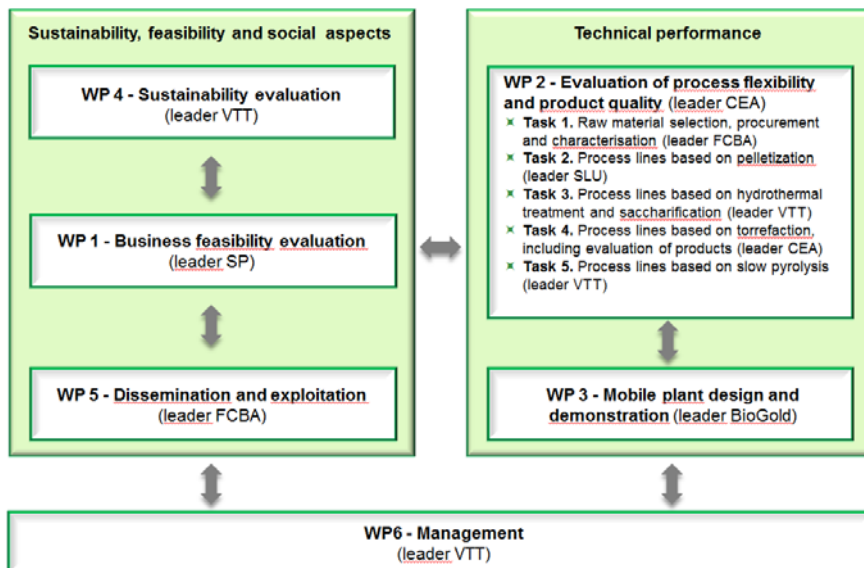 Sustainability, feasibility and social aspects
WP 4 - Sustainability evaluation
(leader VTT)
WP 1 - Business feasibility evaluation
(leader SP)
WP 5 - Dissemination and exploitation
(leader FCBA)
Technical performance
WP 2 - Evaluation of process flexibility
and product quality (leader CEA)
Task 1. Raw material selection, procurement
and characterisation (leader FCBA)
Task 2. Process lines based on pelletization
(leader SLU)
Task 3. Process lines based on hydrothermal
treatment and saccharification (leader VTT)
Task 4. Process lines based on torrefaction,
including evaluation of products (leader CEA)
Task 5. Process lines based on slow pyrolysis
(leader VTT)
WP 3 - Mobile plant design and
demonstration (leader BioGold)
WP6 - Management
(leader VTT)